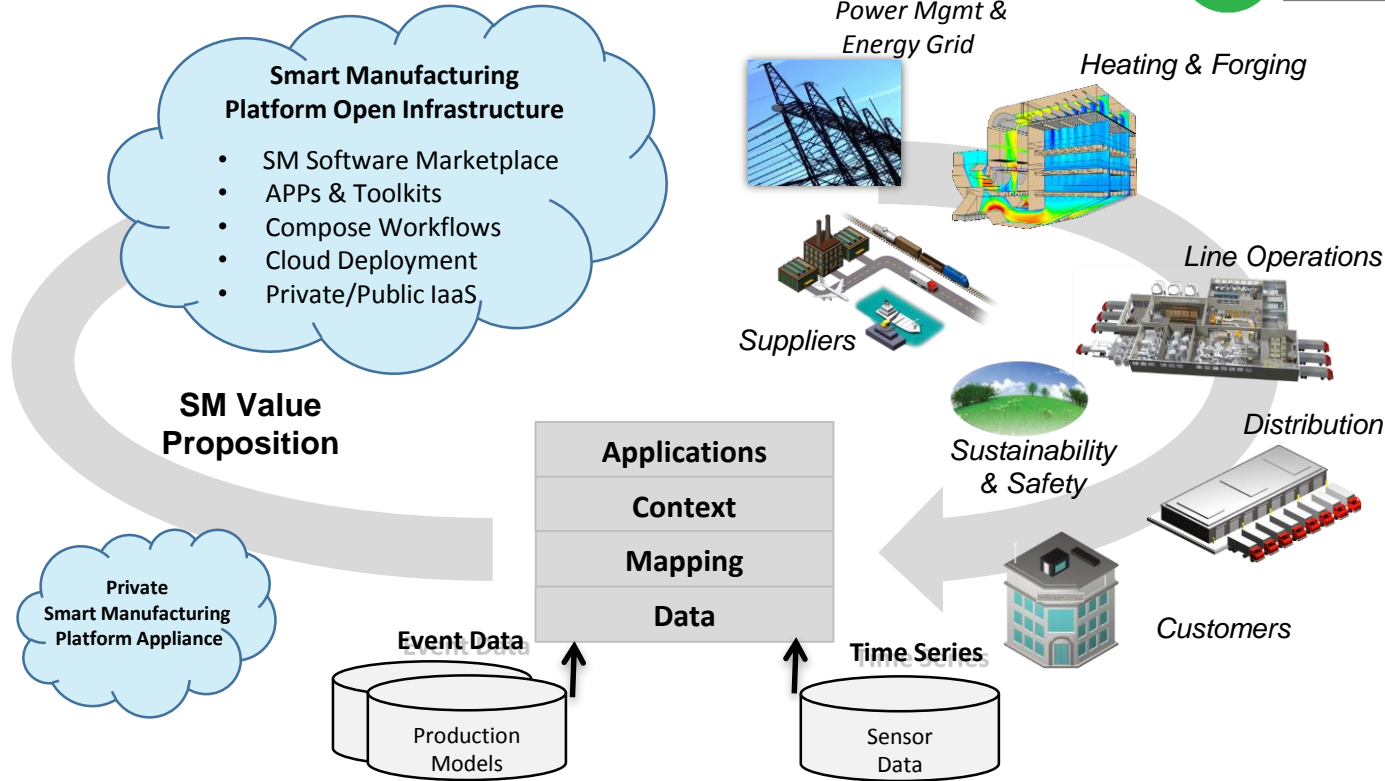 Power Mgmt &
Energy Grid
Smart Manufacturing
Platform Open Infrastructure
• SM Software Marketplace
• APPs & Toolkits
• Compose Workflows
• Cloud Deployment
• Private/Public IaaS
Heating & Forging
Line Operations
Suppliers
SM Value
Proposition
Sustainability
& Safety
Distribution
Applications
Context
Mapping
Data
Private
Smart Manufacturing
Platform Appliance
Customers
Event Data
Time Series
Production
Models
Sensor
Data